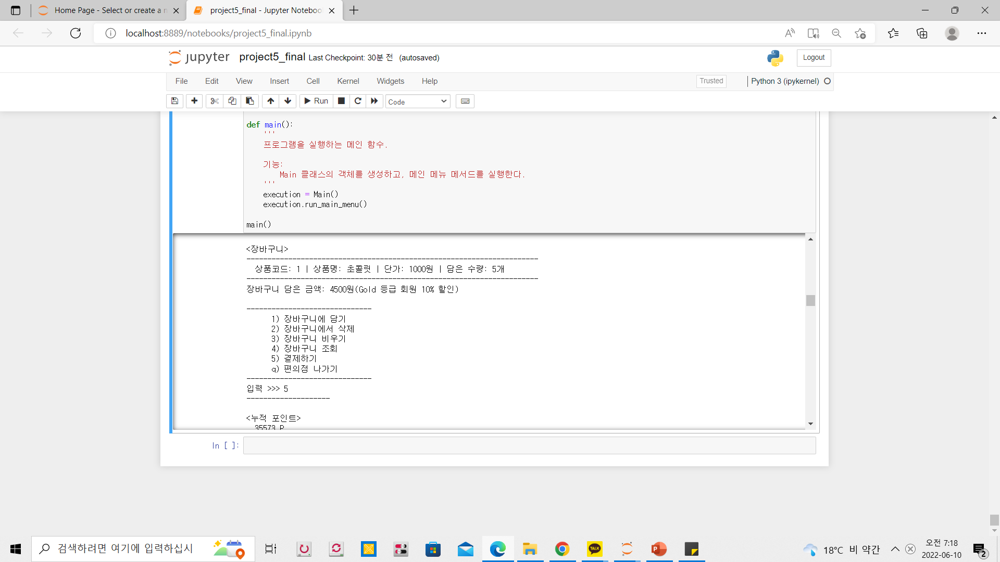 Home Page - Select or create a n
project5_final - Jupyter Noteboo
localhost:8889/notebooks/project5_final.ipynb
jupyter project5_final Last Checkpoint: 30분 전 (autosaved)
Logout
File Edit View Insert Cell Kernel Widgets Help
Trusted
Python 3 (ipykernel)
Run
Code
def main():
'''
프로그램을 실행하는 메인 함수.
기능:
Main 클래스의 객체를 생성하고, 메인 메뉴 메서드를 실행한다.
'''
execution = Main()
execution.run_main_menu()
main()
<장바구니>
----------------------------------------------------------------------
상품코드: 1 | 상품명: 초콜릿 | 단가: 1000원 | 담은 수량: 5개
----------------------------------------------------------------------
장바구니 담은 금액: 4500원(Gold 등급 회원 10% 할인)
------------------------------
1) 장바구니에 담기
2) 장바구니에서 삭제
3) 장바구니 비우기
4) 장바구니 조회
5) 결제하기
q) 편의점 나가기
------------------------------
입력 >>> 5
--------------------
<누적 포인트>
35573 P
In [ ]:
검색하려면 여기에 입력하십시
TALK
18°C 비 약간
오전 7:18
2022-06-10
2